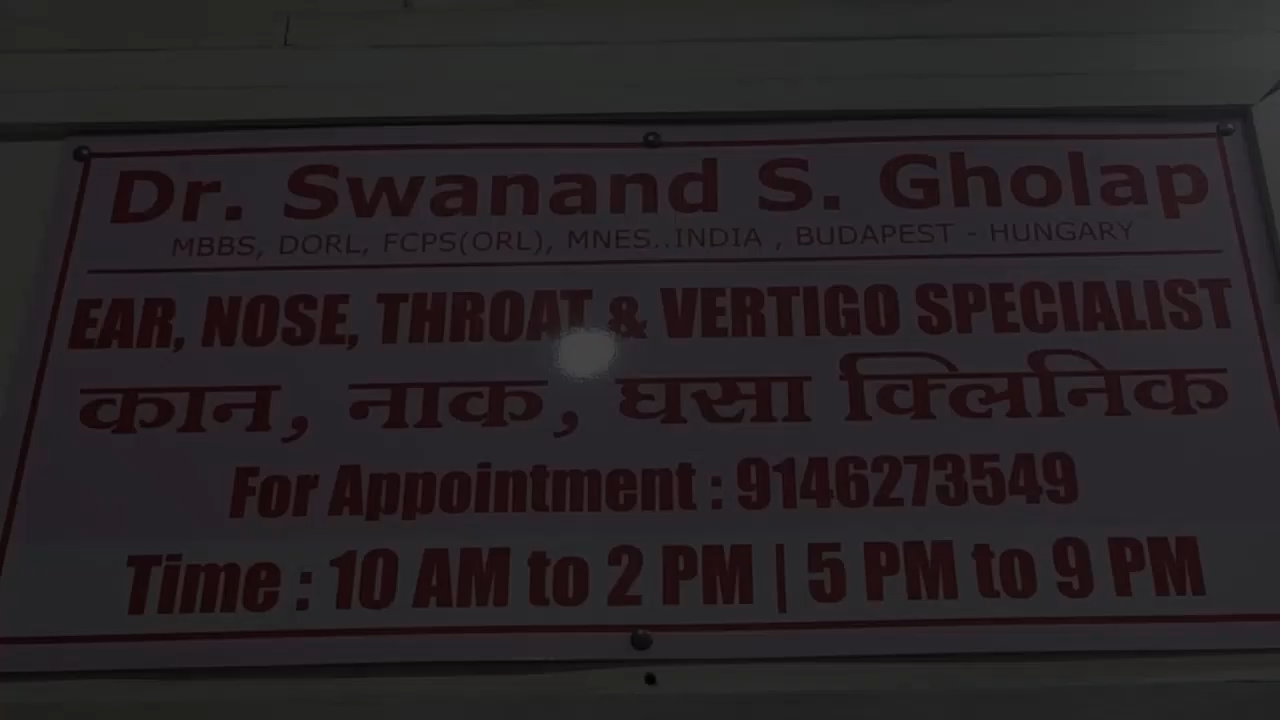 Dr. Swanand S. Gholap
MBBS, DORL, FCPS(ORL), MNES..INDIA , BUDAPEST - HUNGARY
EAR, NOSE, THROAT & VERTIGO SPECIALIST
कान, नाक, घसा क्लिनिक
For Appointment : 9146273549
Time : 10 AM to 2 PM | 5 PM to 9 PM